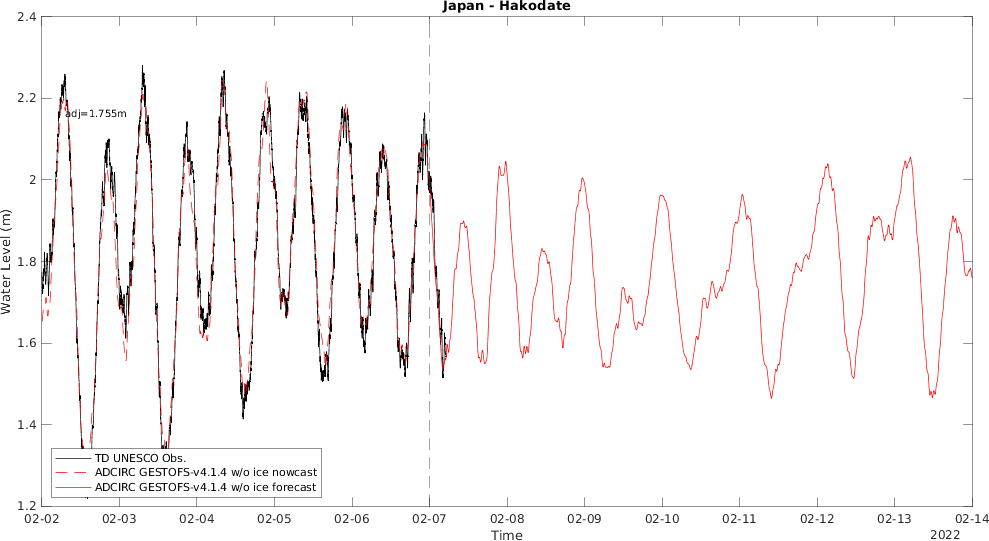 Japan - Hakodate
2.4
2.2
2
1.8
1.6
1.4
1.2
Water Level (m)
adj=1.755m
TD UNESCO Obs.
ADCIRC GESTOFS-v4.1.4 w/o ice nowcast
ADCIRC GESTOFS-v4.1.4 w/o ice forecast
02-02 02-03 02-04 02-05 02-06 02-07 02-08 02-09 02-10 02-11 02-12 02-13 02-14
Time
2022